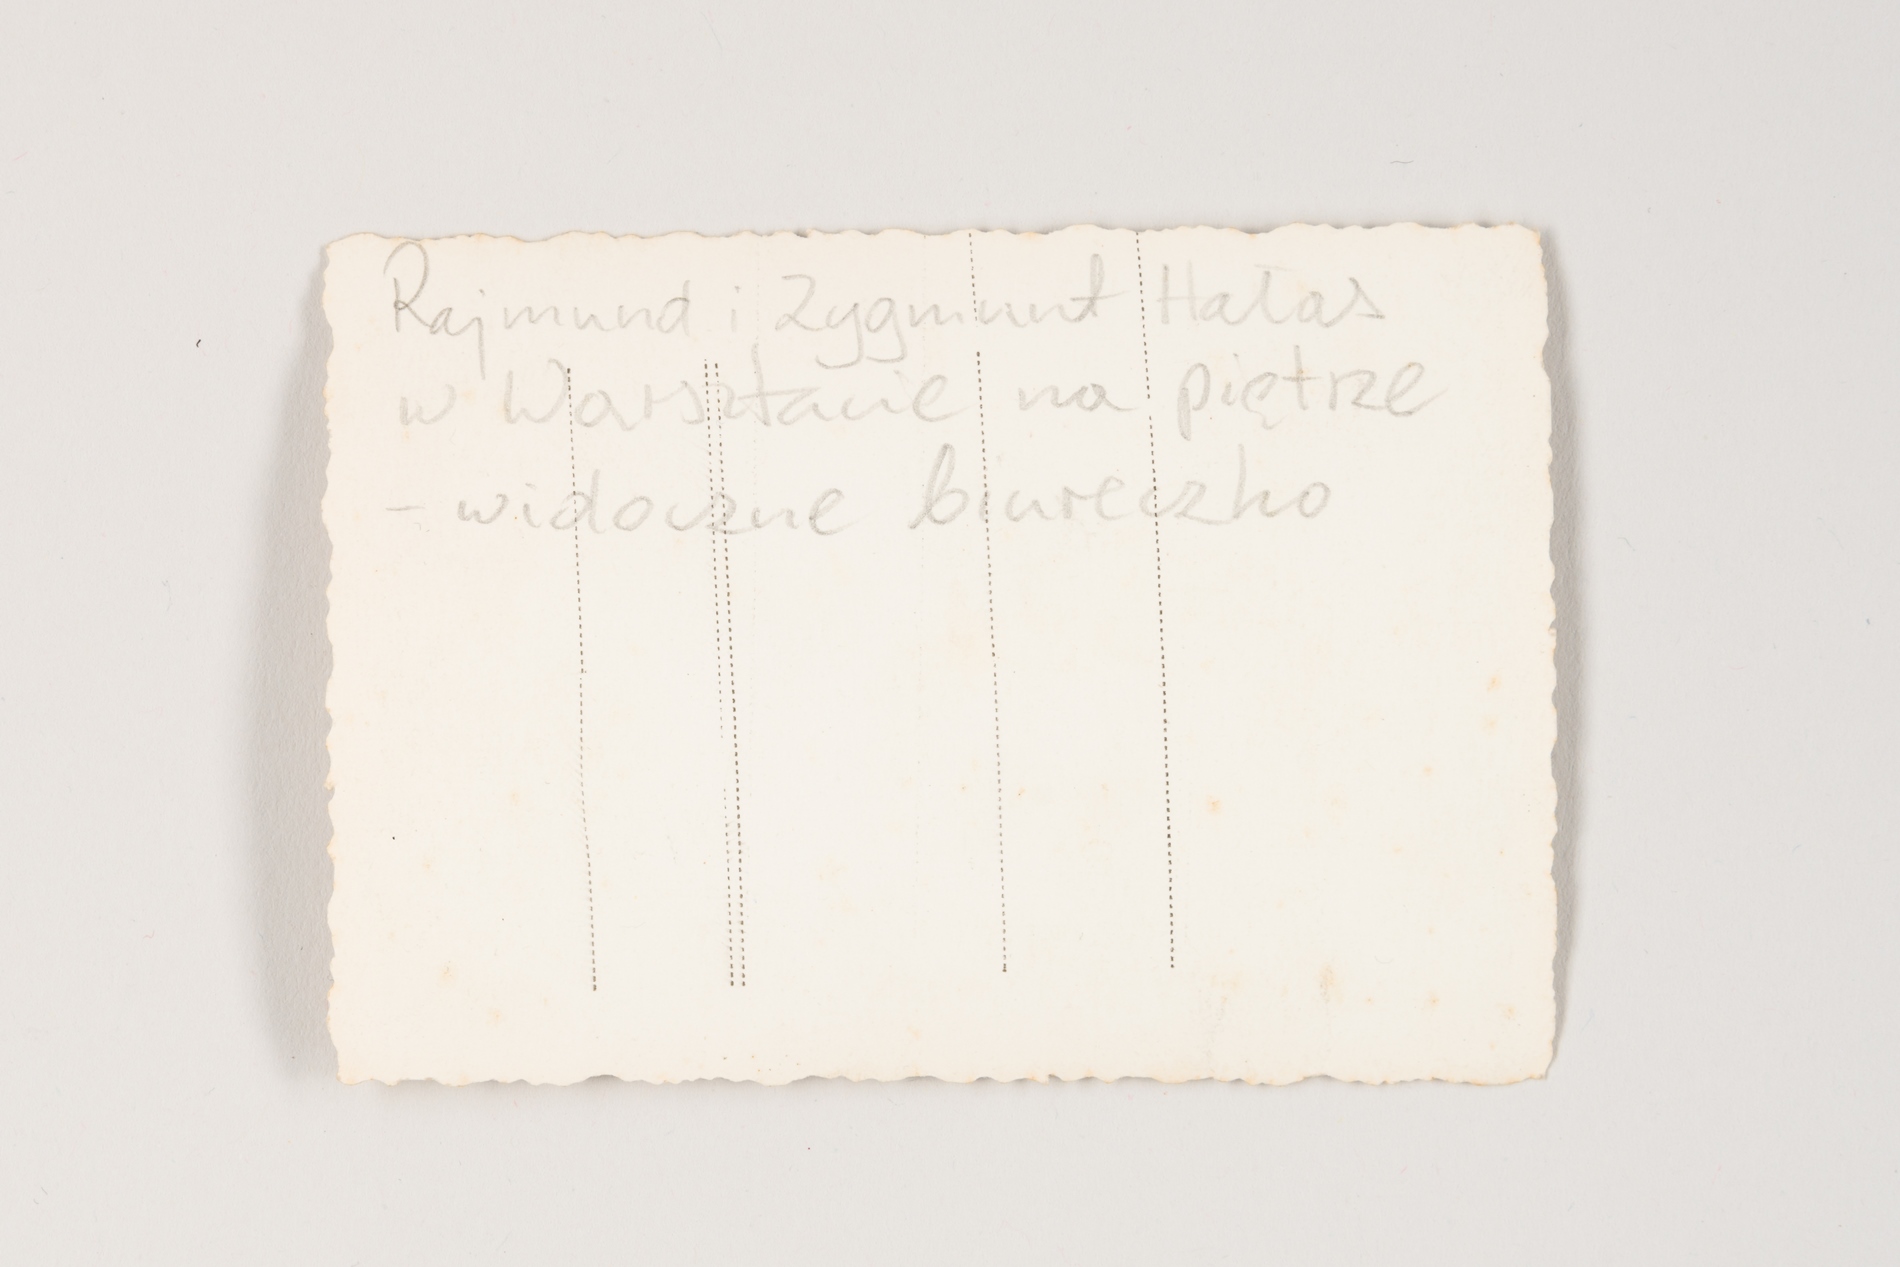 Rajmund i Zygmunt Hałas
w Warsztacie na piętrze
- widoczne biureczko